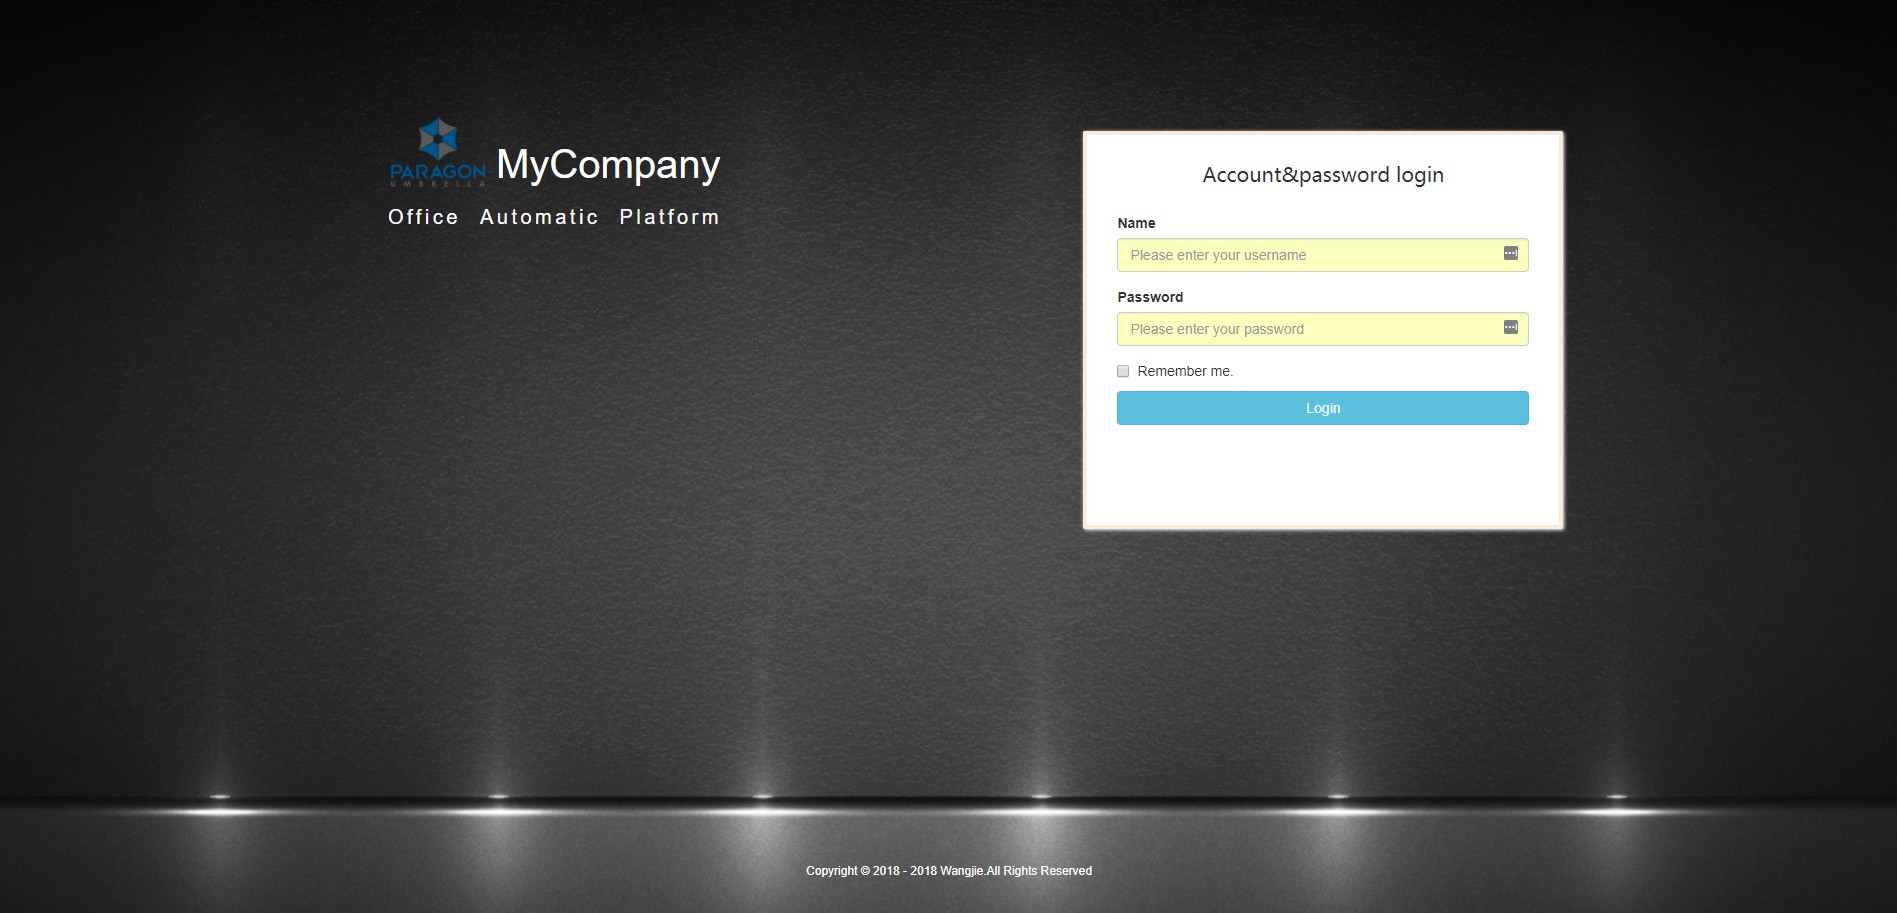 PARAGON
UMBRELLA
MyCompany
Office Automatic Platform
Account&password login
Name
Please enter your username
Password
Please enter your password
Remember me.
Login
Copyright © 2018 - 2018 Wangjie.All Rights Reserved